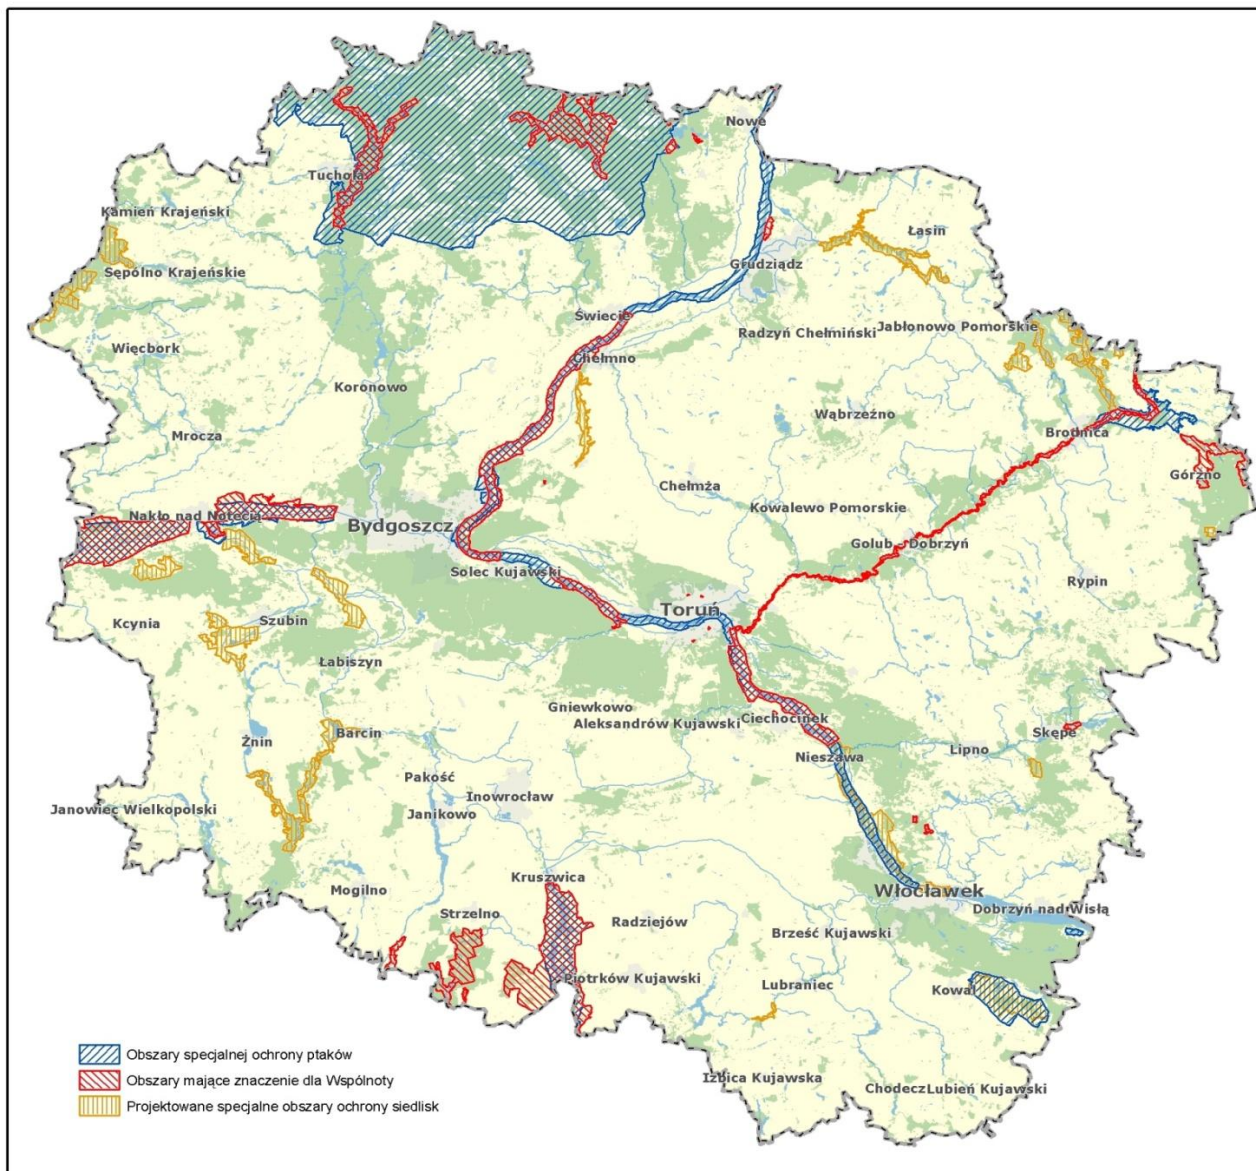 Nowe
Tuchola
Kamień Krajeński
Łasin
Grudziądz
Sępólno Krajeńskie
Świecie
Radzyń Chełmiński
Jabłonowo Pomorskie
Więcbork
Chełmno
Koronowo
Wąbrzeźno
Brodnica
Mrocza
Górzno
Chełmża
Kowalewo Pomorskie
Nakło nad Notecią
Bydgoszcz
Golub - Dobrzyń
Solec Kujawski
Rypin
Toruń
Kcynia
Szubin
Łabiszyn
Gniewkowo
Aleksandrów Kujawski
Ciechocinek
Żnin
Barcin
Skępe
Nieszawa
Lipno
Pakość
Inowrocław
Janowiec Wielkopolski
Janikowo
Kruszwica
Mogilno
Włocławek
Strzelno
Radziejów
Dobrzyń nad Wisłą
Brześć Kujawski
Piotrków Kujawski
Lubraniec
Kowal
Izbica Kujawska
Chodecz
Lubień Kujawski
Obszary specjalnej ochrony ptaków
Obszary mające znaczenie dla Wspólnoty
Projektowane specjalne obszary ochrony siedlisk